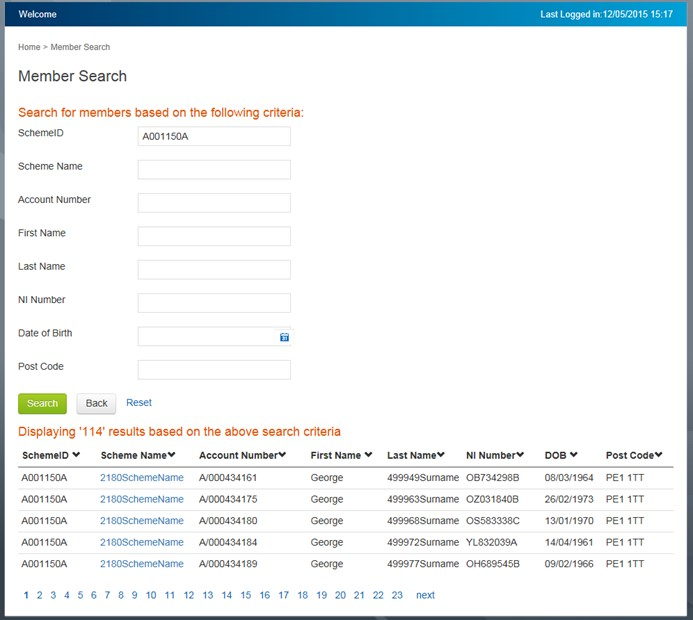 Welcome Last Logged in:12/05/2015 15:17
Home > Member Search
Member Search
Search for members based on the following criteria:
SchemeID A001150A
Scheme Name
Account Number
First Name
Last Name
NI Number
Date of Birth 31
Post Code
Search Back Reset
Displaying '114' results based on the above search criteria
SchemeID Scheme Name Account Number First Name Last Name NI Number DOB Post Code
A001150A 2180SchemeName A/000434161 George 499949Surname OB734298B 08/03/1964 PE1 1TT
A001150A 2180SchemeName A/000434175 George 499963Surname OZ031840B 26/02/1973 PE1 1TT
A001150A 2180SchemeName A/000434180 George 499968Surname OS583338C 13/01/1970 PE1 1TT
A001150A 2180SchemeName A/000434184 George 499972Surname YL832039A 14/04/1961 PE1 1TT
A001150A 2180SchemeName A/000434189 George 499977Surname OH689545B 09/02/1966 PE1 1TT
1 2 3 4 5 6 7 8 9 10 11 12 13 14 15 16 17 18 19 20 21 22 23 next